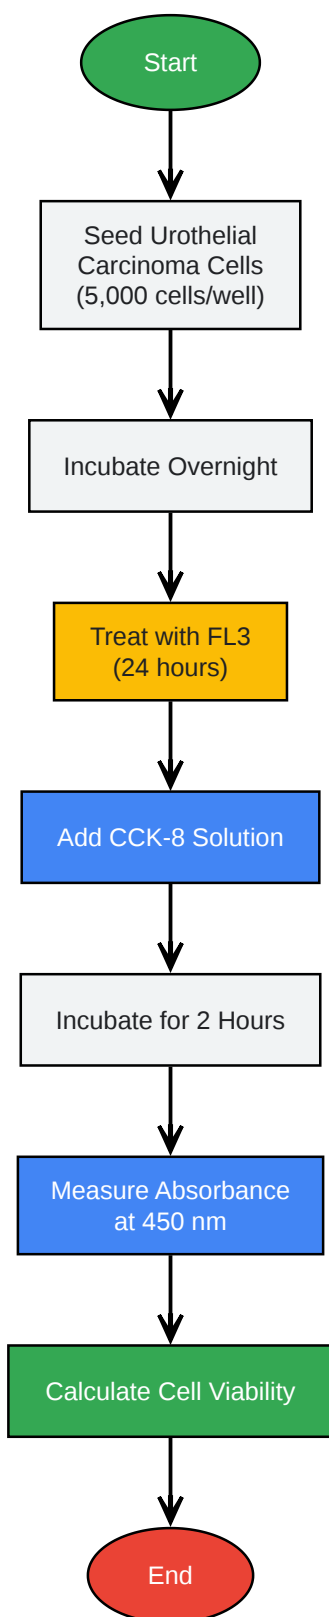 Start
Seed Urothelial
Carcinoma Cells
(5,000 cells/well)
Incubate Overnight
Treat with FL3
(24 hours)
Add CCK-8 Solution
Incubate for 2 Hours
Measure Absorbance
at 450 nm
Calculate Cell Viability
End